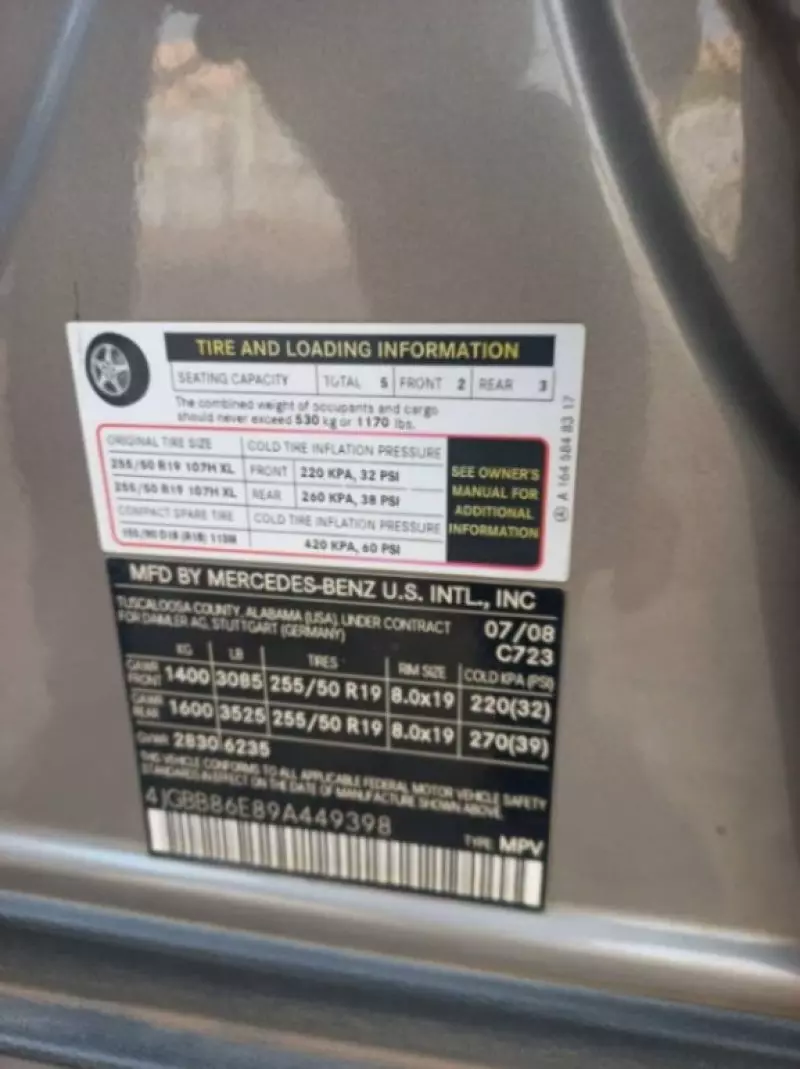 TIRE AND LOADING INFORMATION
SEATING CAPACITY TOTAL 5 FRONT 2 REAR 3
The combined weight of occupants and cargo
should never exceed 530 kg or 1170 lbs.
ORIGINAL TIRE SIZE COLD TIRE INFLATION PRESSURE
255/50 R19 107H XL FRONT 220 KPA, 32 PSI
255/50 R19 107H XL REAR 260 KPA, 38 PSI
COMPACT SPARE TIRE COLD TIRE INFLATION PRESSURE
420 KPA, 60 PSI
SEE OWNER'S
MANUAL FOR
ADDITIONAL
INFORMATION
A 164 584 83 17
MFD BY MERCEDES-BENZ U.S. INTL., INC
TUSCALOOSA COUNTY, ALABAMA (USA), UNDER CONTRACT 07/08
FOR DAIMLER AG, STUTTGART (GERMANY) C723
KG LB TIRES RIM SIZE COLD KPA (PSI)
GAWR FRONT 1400 3085 255/50 R19 8.0x19 220(32)
GAWR REAR 1600 3525 255/50 R19 8.0x19 270(39)
GVWR 2830 6235
THIS VEHICLE CONFORMS TO ALL APPLICABLE FEDERAL MOTOR VEHICLE SAFETY
STANDARDS IN EFFECT ON THE DATE OF MANUFACTURE SHOWN ABOVE.
4JGBB86E89A449398 TYPE MPV